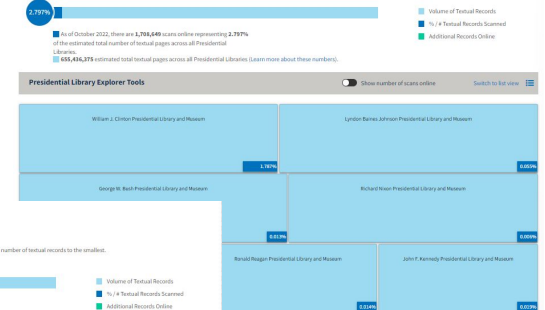 2.797%
Volume of Textual Records
% / # Textual Records Scanned
Additional Records Online
As of October 2022, there are 1,708,649 scans online representing 2.797%
of the estimated total number of textual pages across all Presidential
Libraries.
655,436,375 estimated total textual pages across all Presidential Libraries (Learn more about these numbers).
Presidential Library Explorer Tools
Show number of scans online
Switch to list view
William J. Clinton Presidential Library and Museum
Lyndon Baines Johnson Presidential Library and Museum
1.787%
0.055%
George W. Bush Presidential Library and Museum
Richard Nixon Presidential Library and Museum
0.013%
0.005%
number of textual records to the smallest.
Ronald Reagan Presidential Library and Museum
John F. Kennedy Presidential Library and Museum
Volume of Textual Records
% / # Textual Records Scanned
Additional Records Online
0.014%
0.019%